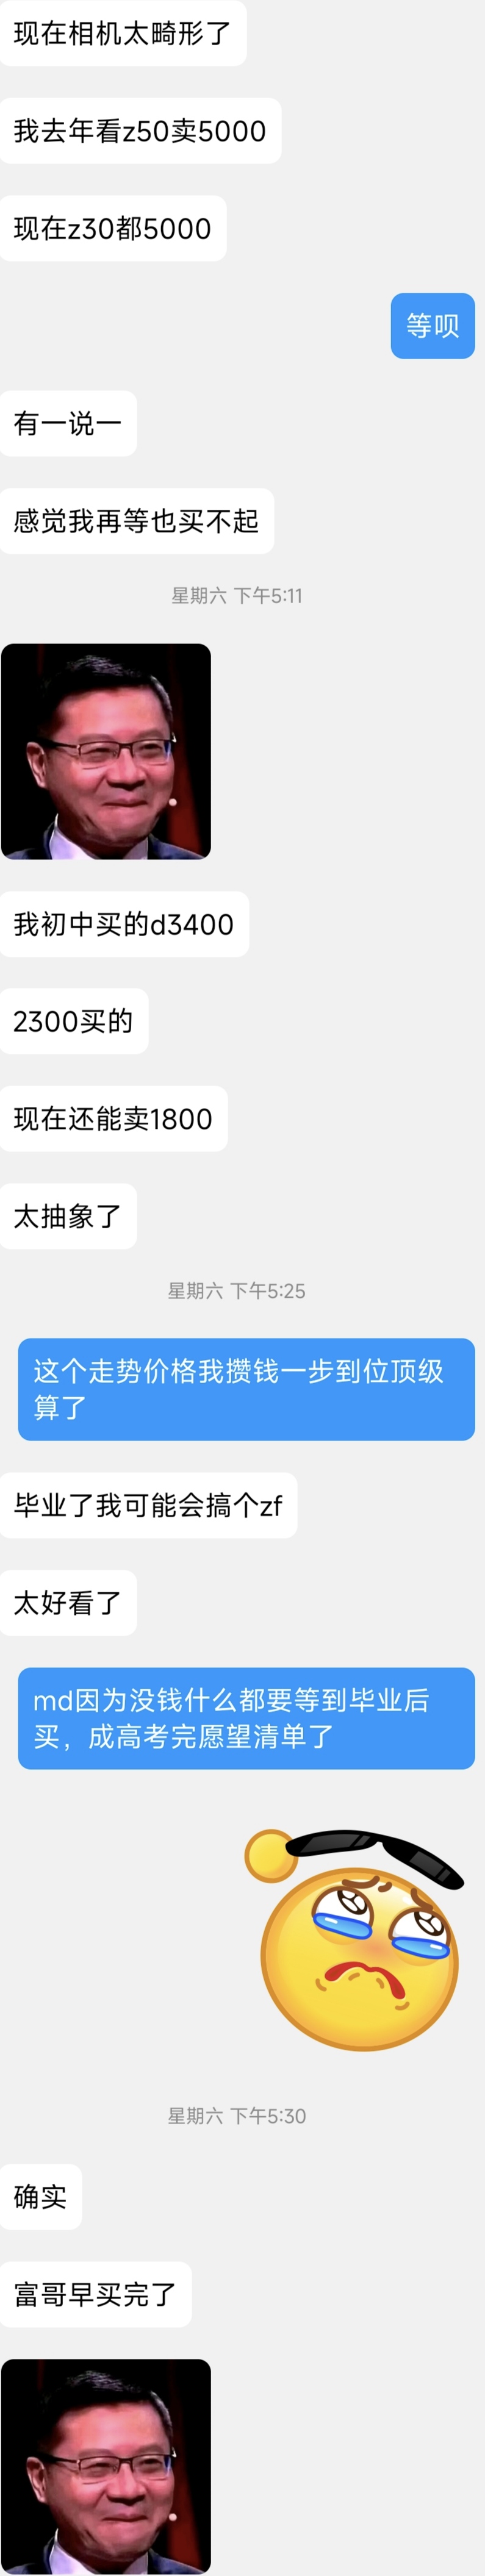 现在相机太畸形了
我去年看z50卖5000
现在z30都5000
等呗
有一说一
感觉我再等也买不起
星期六 下午5:11
我初中买的d3400
2300买的
现在还能卖1800
太抽象了
星期六 下午5:25
这个走势价格我攒钱一步到位顶级
算了
毕业了我可能会搞个zf
太好看了
md因为没钱什么都要等到毕业后
买，成高考完愿望清单了
星期六 下午5:30
确实
富哥早买完了